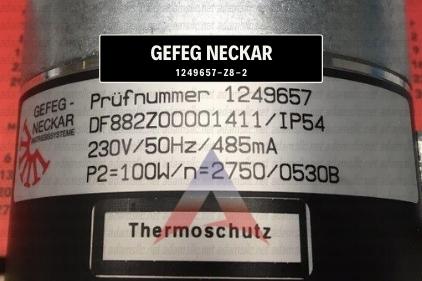 GEFEG NECKAR
1249657-Z8-2
GEFEG-
NECKAR
ANTRIEBSSYSTEME
Prüfnummer 1249657
DF882Z00001411/IP54
230V/50Hz/485mA
P2=100W/n=2750/0530B
Thermoschutz